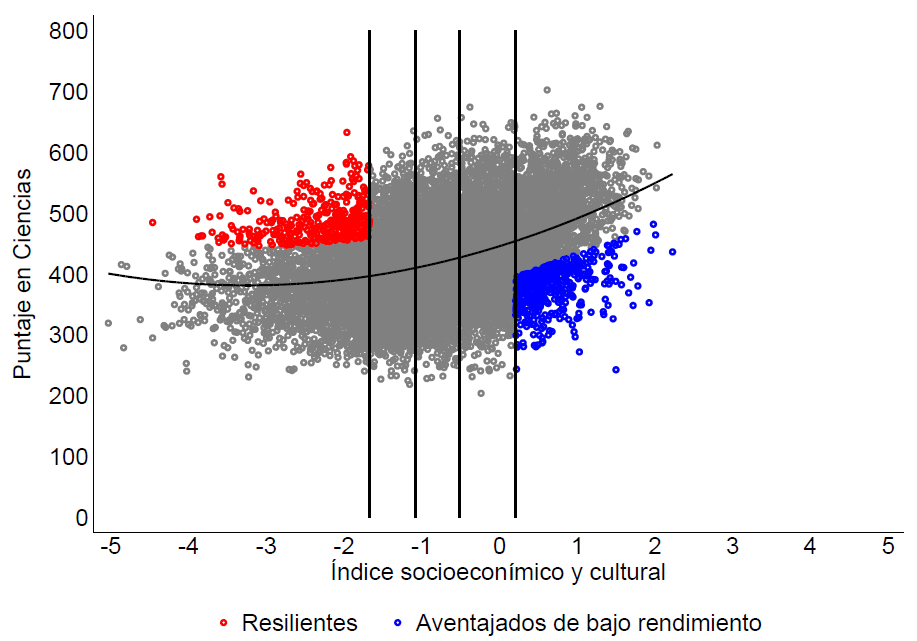 800
700
600
500
400
300
200
100
0
Puntaje en Ciencias
-5 -4 -3 -2 -1 0 1 2 3 4 5
Índice socioeconímico y cultural
Resilientes Aventajados de bajo rendimiento